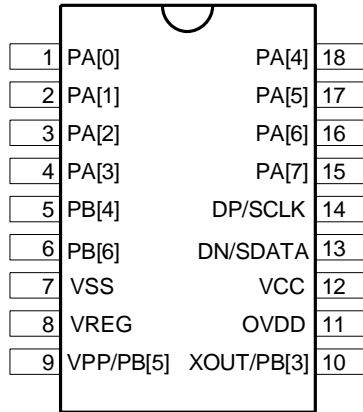 1 PA[0] PA[4] 18
2 PA[1] PA[5] 17
3 PA[2] PA[6] 16
4 PA[3] PA[7] 15
5 PB[4] DP/SCLK 14
6 PB[6] DN/SDATA 13
7 VSS VCC 12
8 VREG OVDD 11
9 VPP/PB[5] XOUT/PB[3] 10